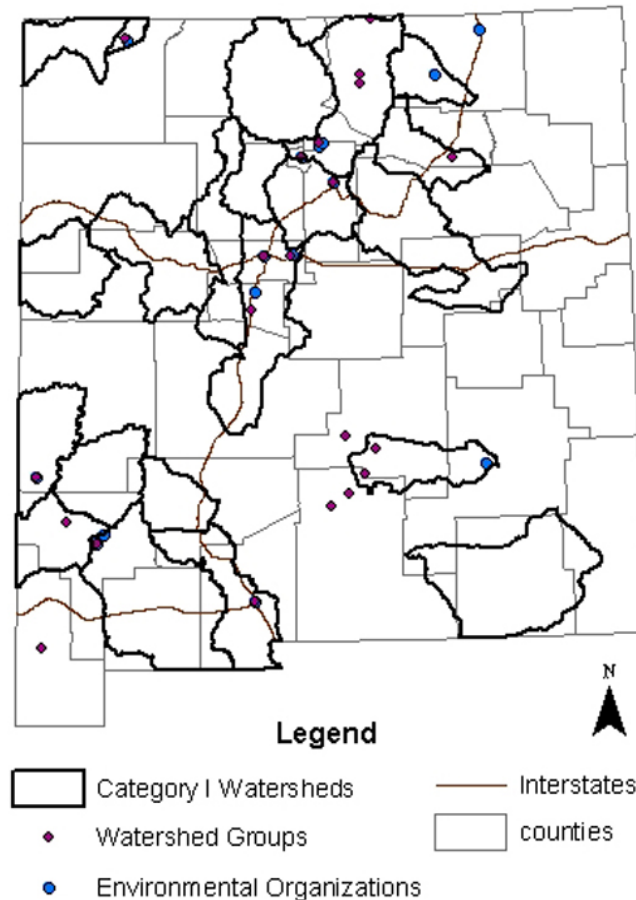 N
Legend
Category I Watersheds
Interstates
Watershed Groups
counties
Environmental Organizations